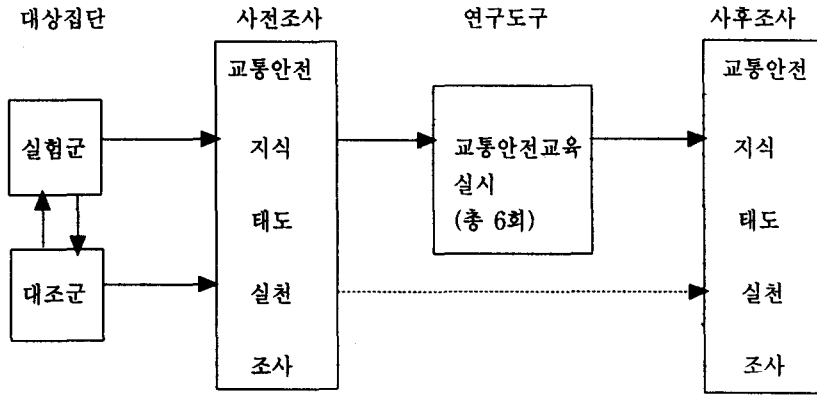 대상집단 사전조사 연구도구 사후조사
교통안전 교통안전
실험군 지식 교통안전교육 지식
실시
태도 (총 6회) 태도
대조군 실천 실천
조사 조사